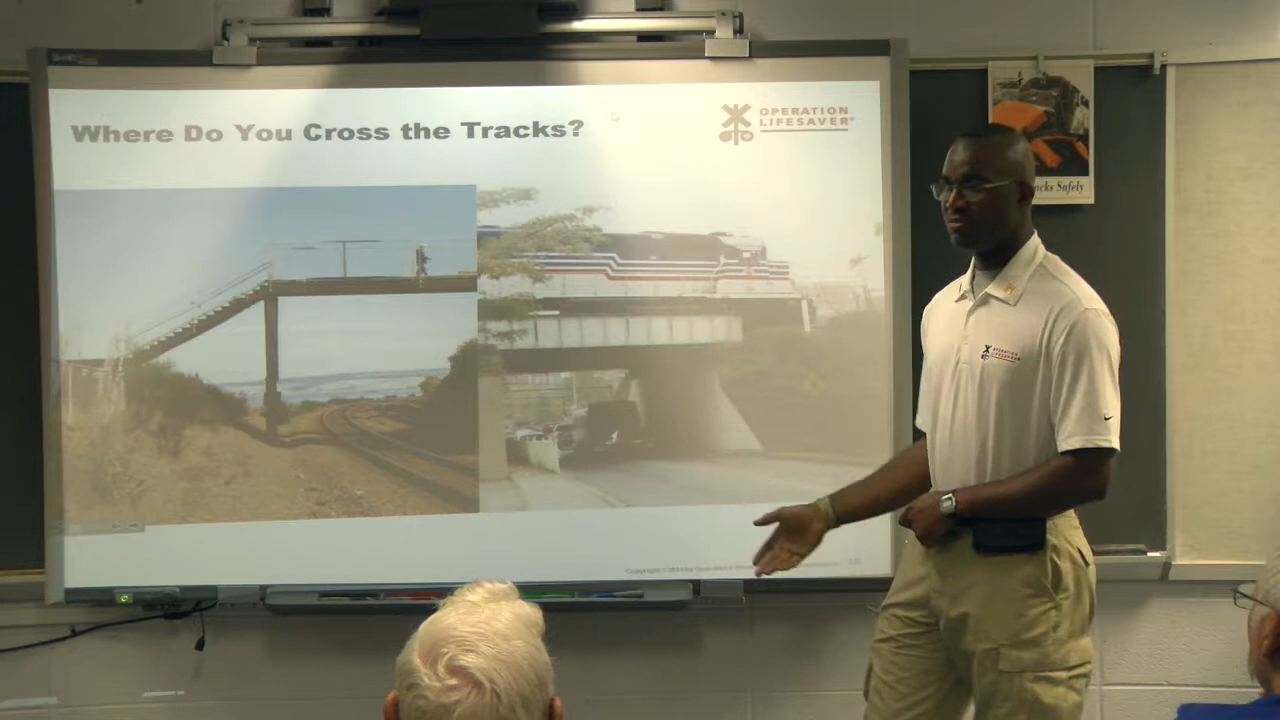 Where Do You Cross the Tracks?
OPERATION
LIFESAVER
acks Safely
OPERATION
LIFESAVER